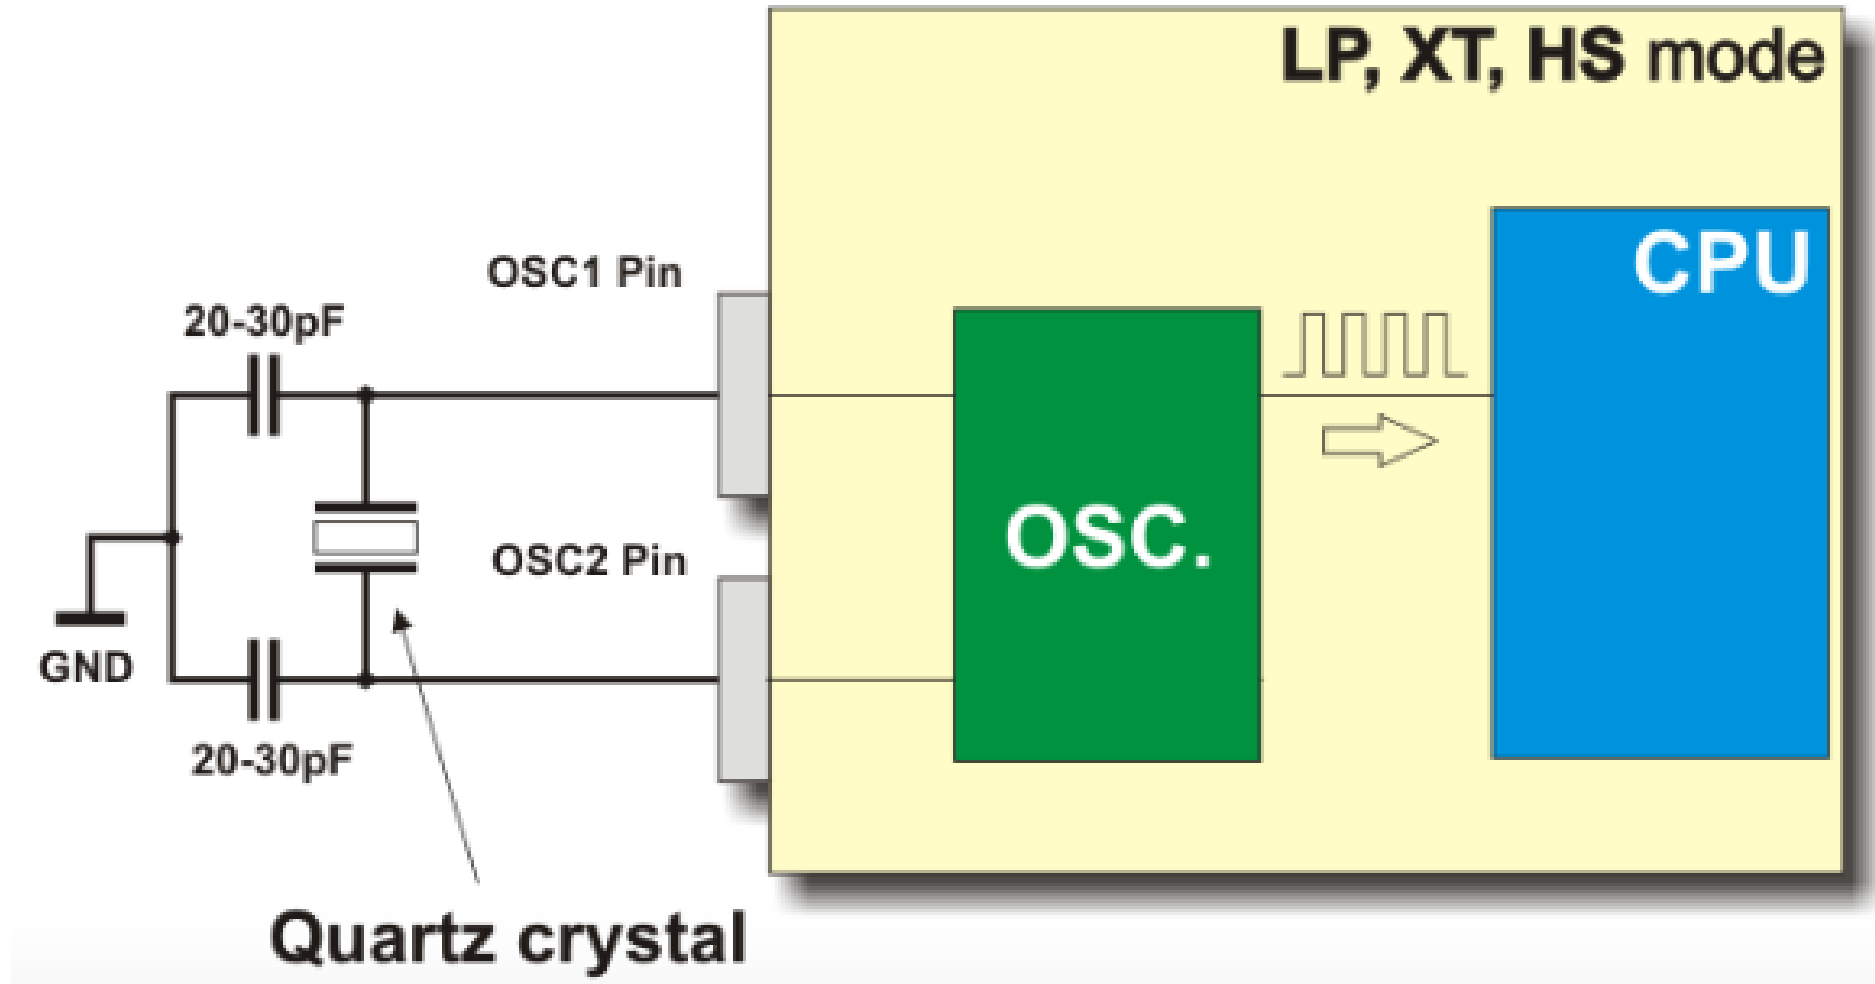 LP, XT, HS mode
CPU
OSC1 Pin
20-30pF
OSC.
OSC2 Pin
GND
20-30pF
Quartz crystal